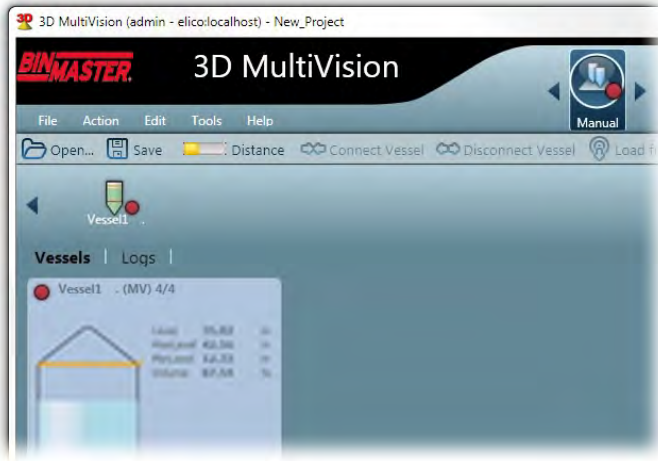 3D MultiVision (admin - elico:localhost) - New_Project
BINMASTER. 3D MultiVision
File Action Edit Tools Help
Manual
Open... Save Distance Connect Vessel Disconnect Vessel Load
Vessel1 .
Vessels | Logs |
Vessel1 . (MV) 4/4